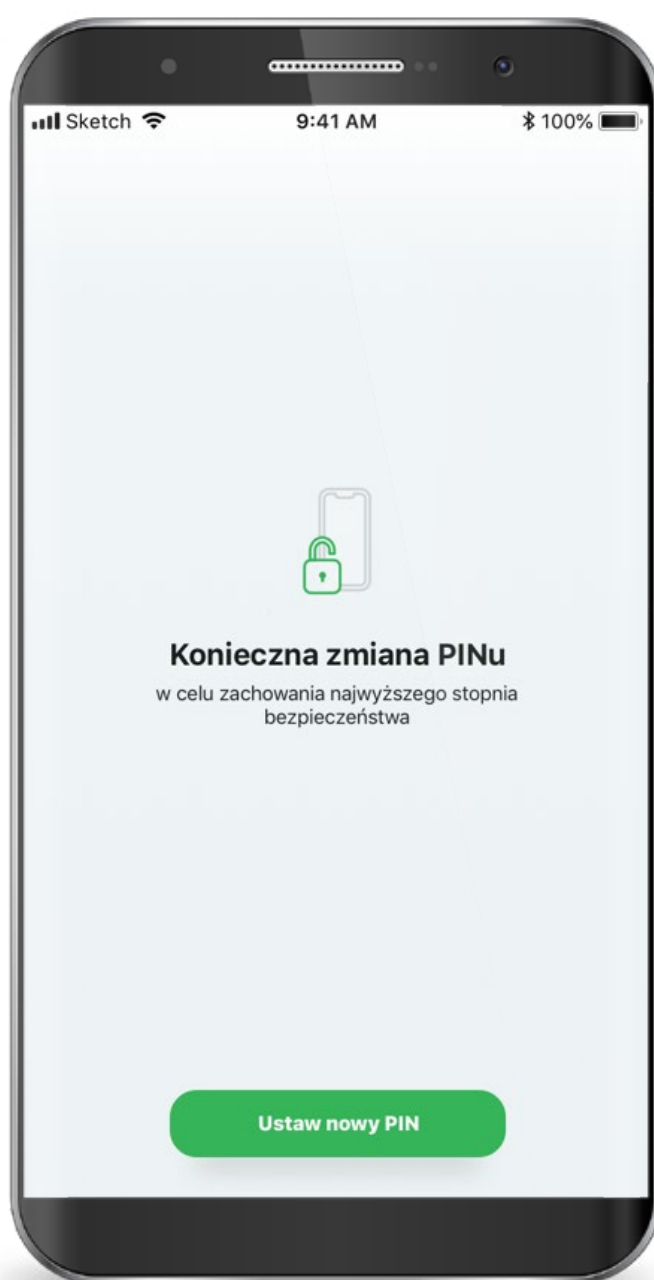 Sketch 9:41 AM 100%
Konieczna zmiana PINu
w celu zachowania najwyższego stopnia
bezpieczeństwa
Ustaw nowy PIN